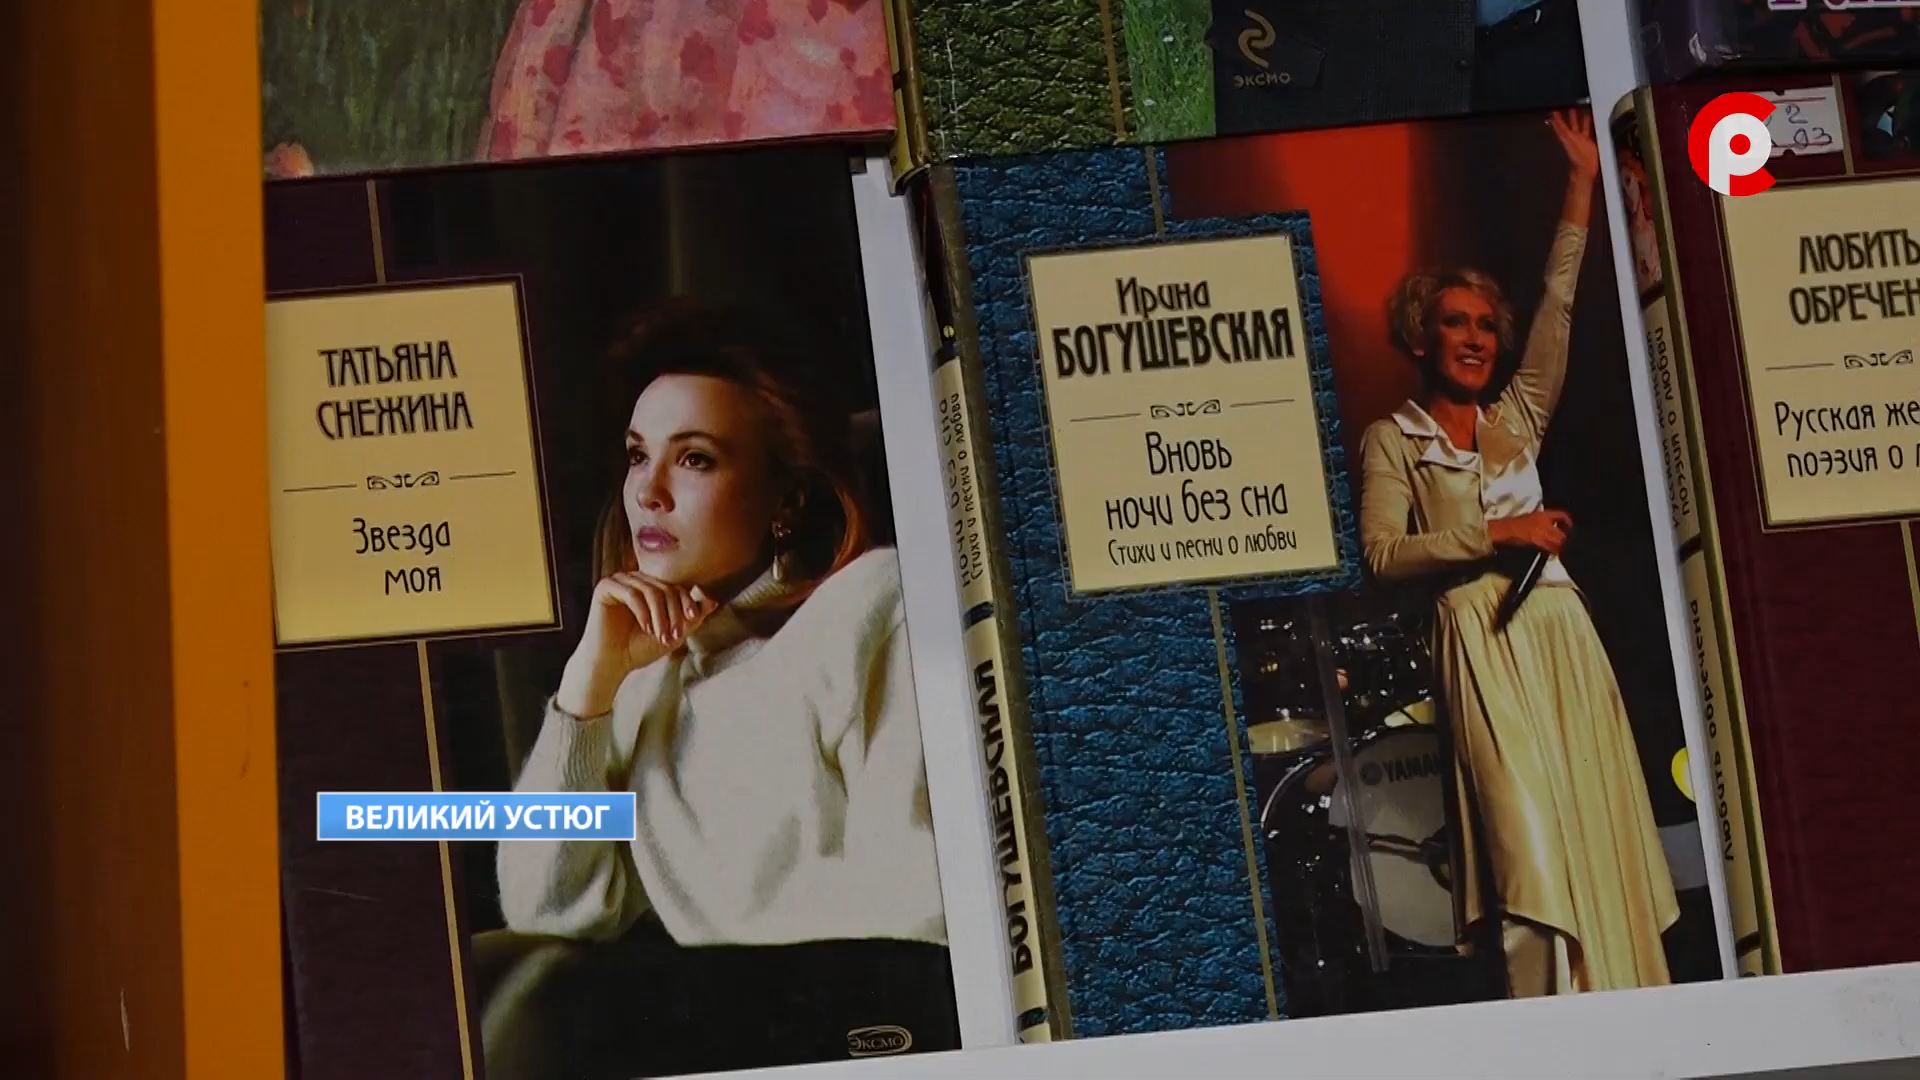 ЭКСМО
ТАТЬЯНА
СНЕЖИНА
Звезда
моя
ЭКСМО
Ирина
БОГУШЕВСКАЯ
Вновь
ночи без сна
Стихи и песни о любви
ночи без сна
Стихи и песни о любви
БОГУШЕВСКАЯ
YAMAH
ЛЮБИТЬ
ОБРЕЧЕН
Русская же
поэзия о л
Любить обречена
ВЕЛИКИЙ УСТЮГ